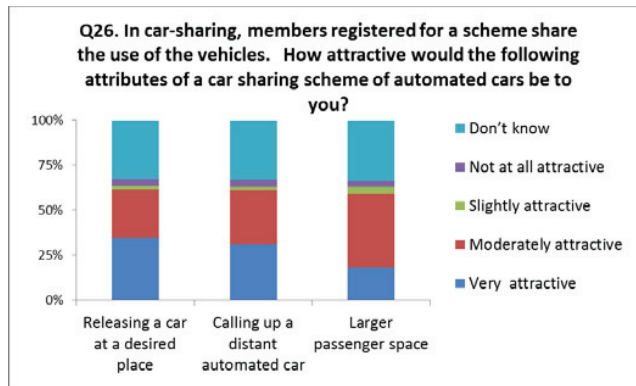 Q26. In car-sharing, members registered for a scheme share
the use of the vehicles. How attractive would the following
attributes of a car sharing scheme of automated cars be to
you?
100%
75%
50%
25%
0%
Don't know
Not at all attractive
Slightly attractive
Moderately attractive
Very attractive
Releasing a car
at a desired
place
Calling up a
distant
automated car
Larger
passenger space